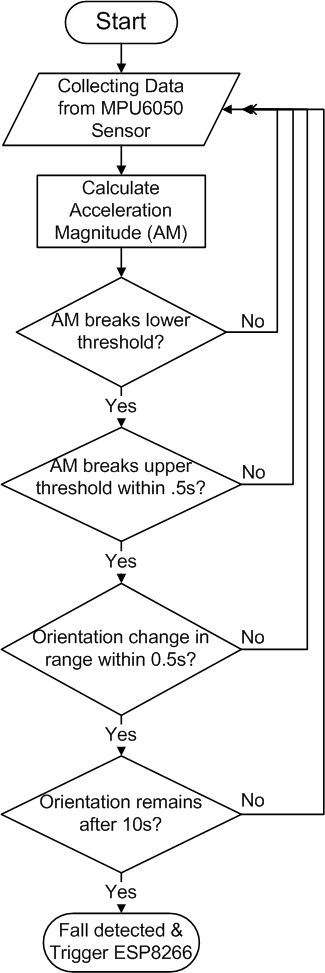 Start
Collecting Data
from MPU6050
Sensor
Calculate
Acceleration
Magnitude (AM)
AM breaks lower
threshold?
No
Yes
AM breaks upper
threshold within .5s?
No
Yes
Orientation change in
range within 0.5s?
No
Yes
Orientation remains
after 10s?
No
Yes
Fall detected &
Trigger ESP8266